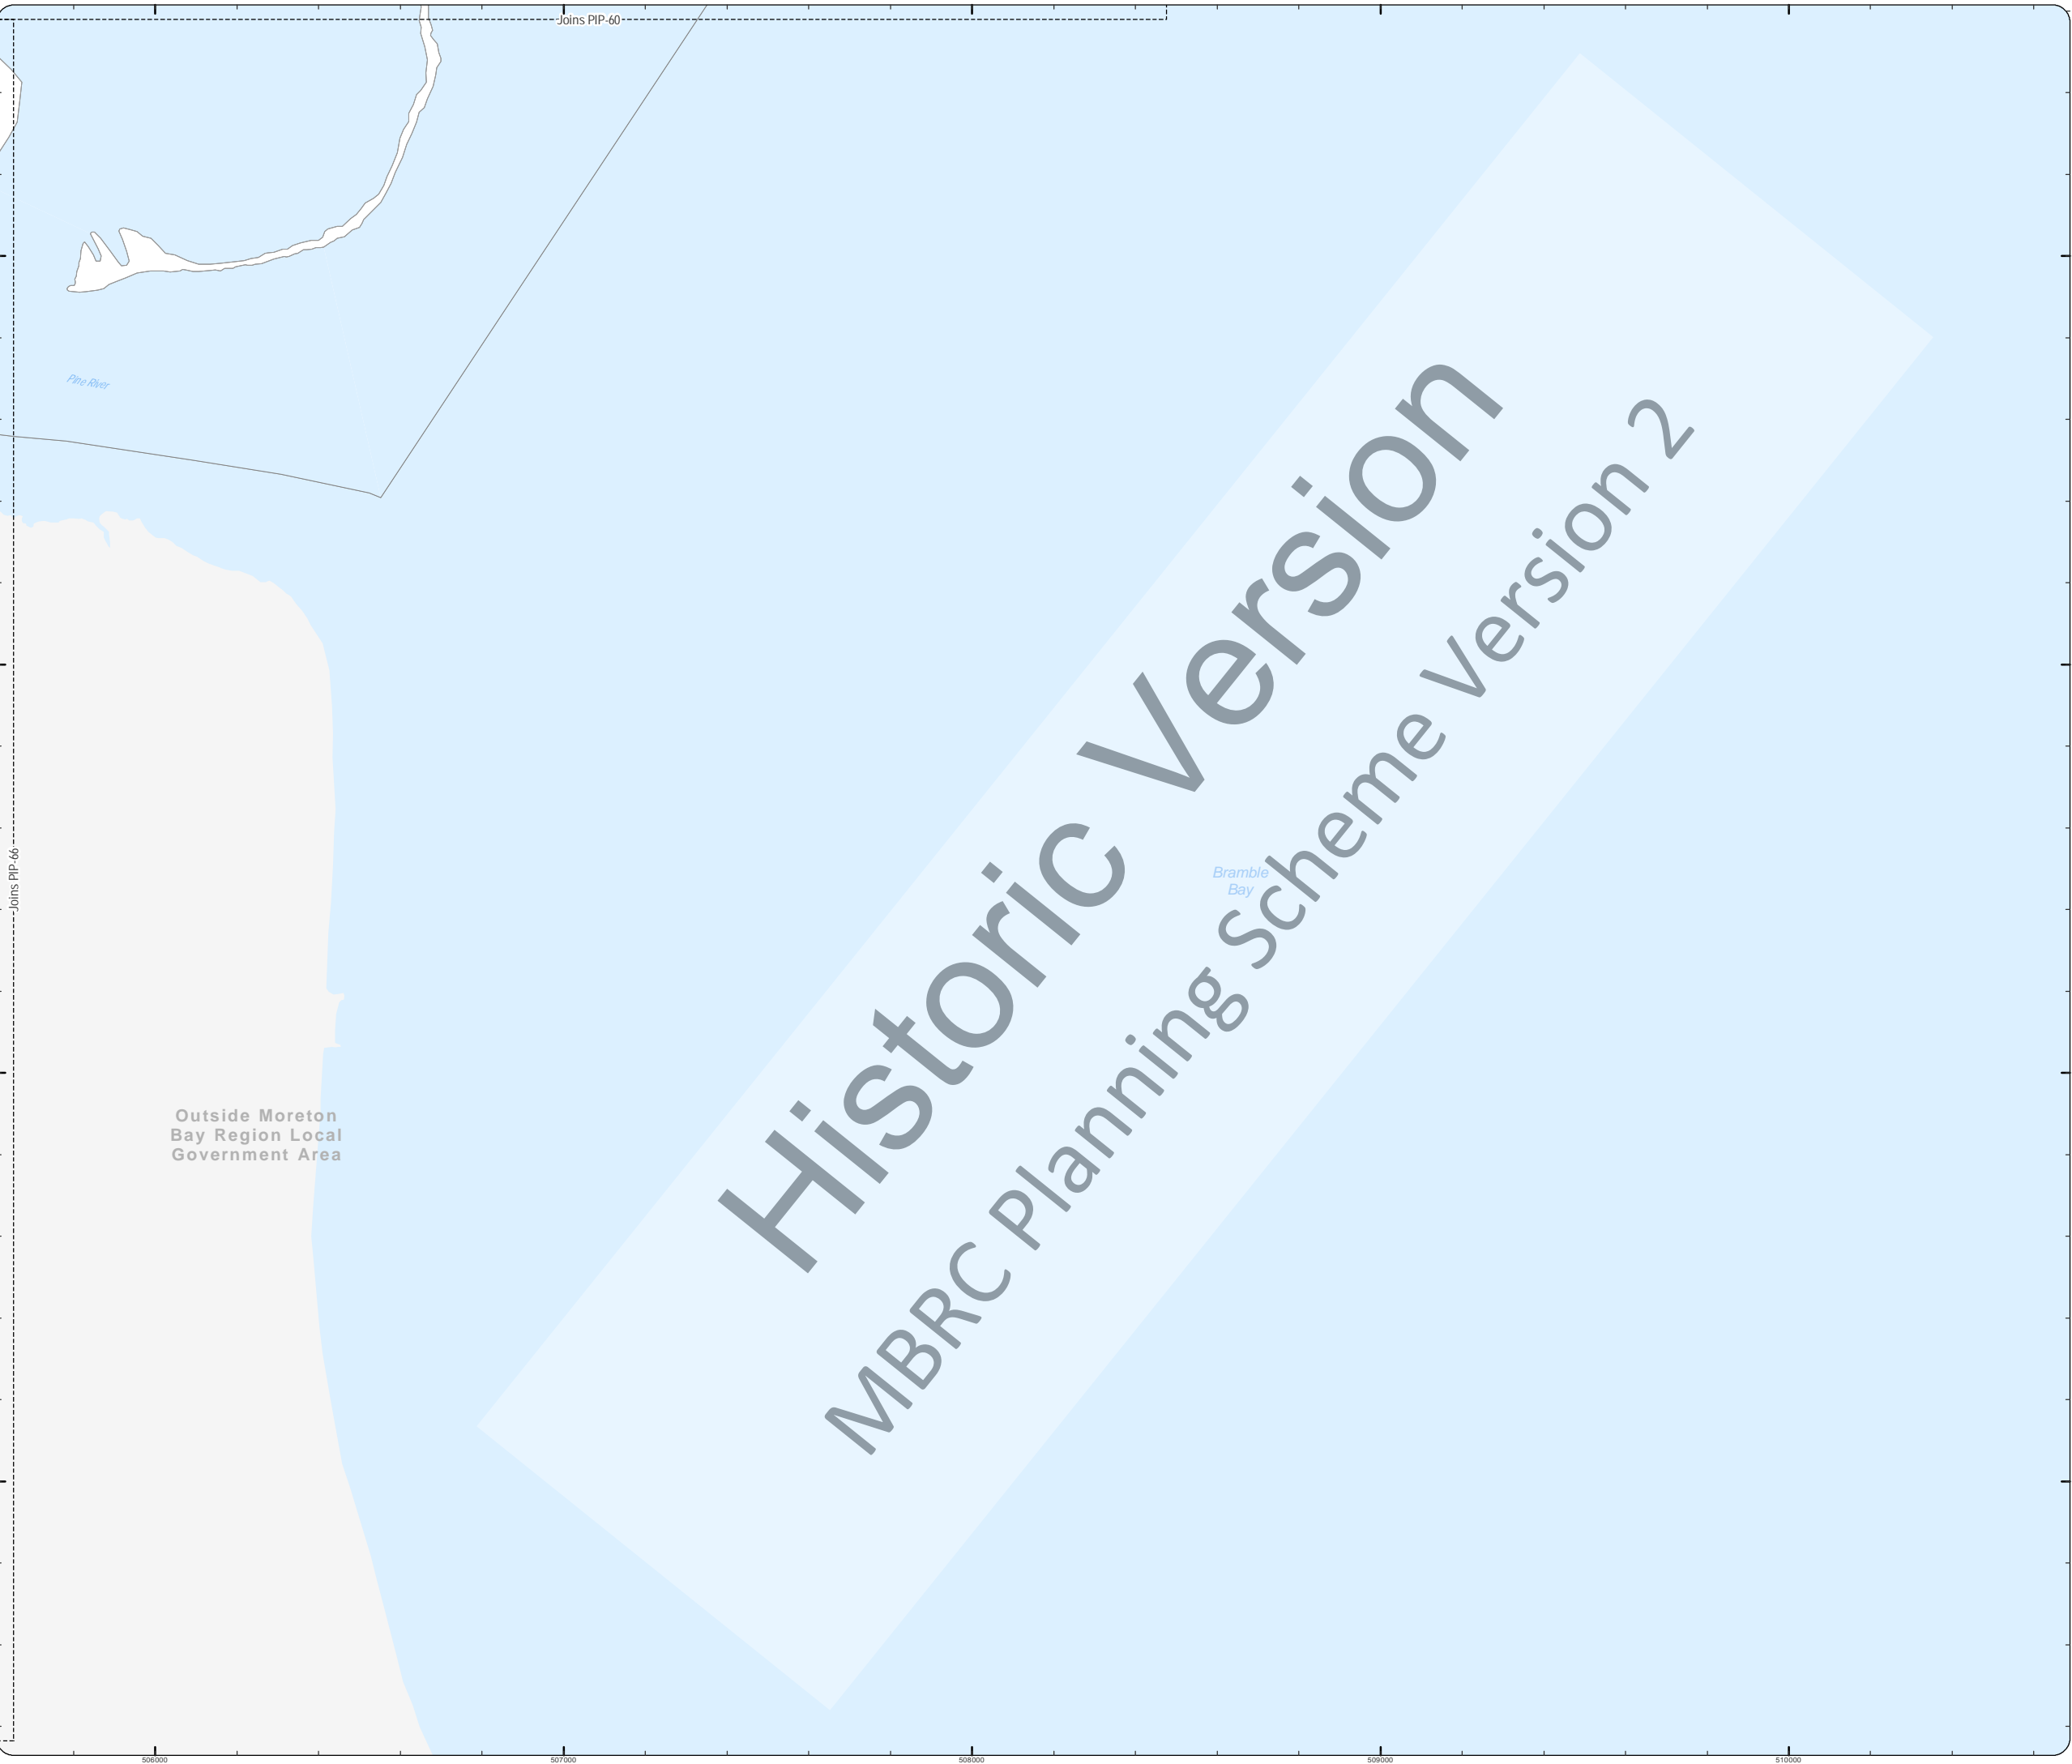 Joins PIP-60
Pine River
Joins PIP-66
Historic Version
MBRC Planning Scheme Version 2
Bramble
Bay
Outside Moreton
Bay Region Local
Government Area
506000
507000
508000
509000
510000